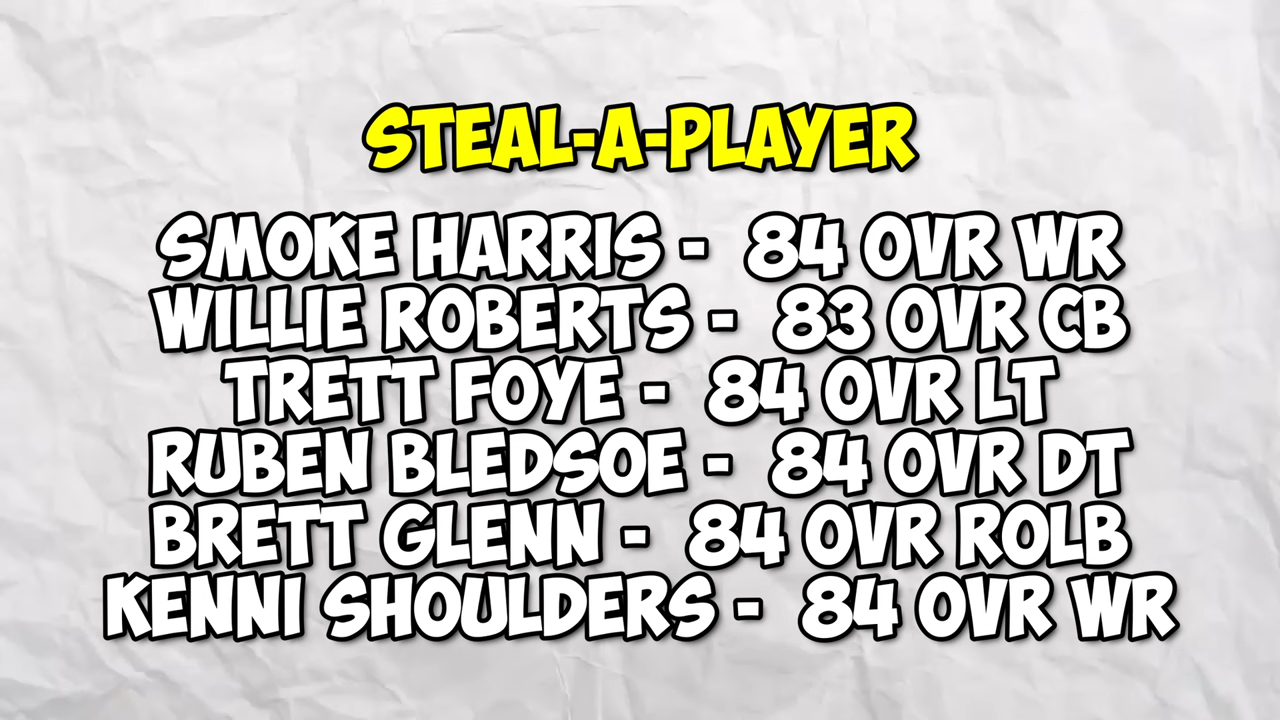 STEAL-A-PLAYER
SMOKE HARRIS - 84 OVR WR
WILLIE ROBERTS - 83 OVR CB
TRETT FOYE - 84 OVR LT
RUBEN BLEDSOE - 84 OVR DT
BRETT GLENN - 84 OVR ROLB
KENNI SHOULDERS - 84 OVR WR